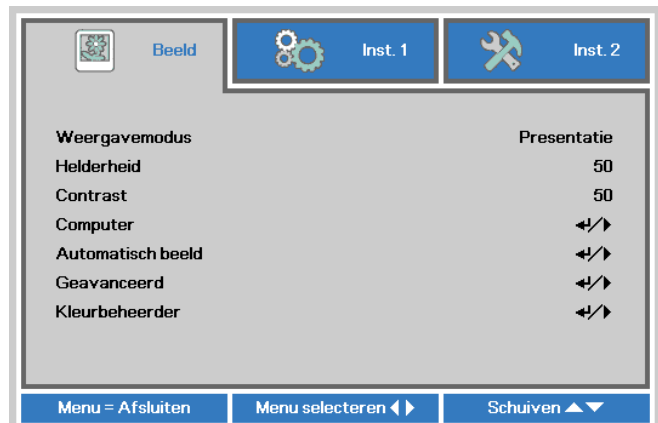 Beeld Inst. 1 Inst. 2
Weergavemodus Presentatie
Helderheid 50
Contrast 50
Computer ↵/▶
Automatisch beeld ↵/▶
Geavanceerd ↵/▶
Kleurbeheerder ↵/▶
Menu = Afsluiten Menu selecteren ◀▶ Schuiven ▲▼